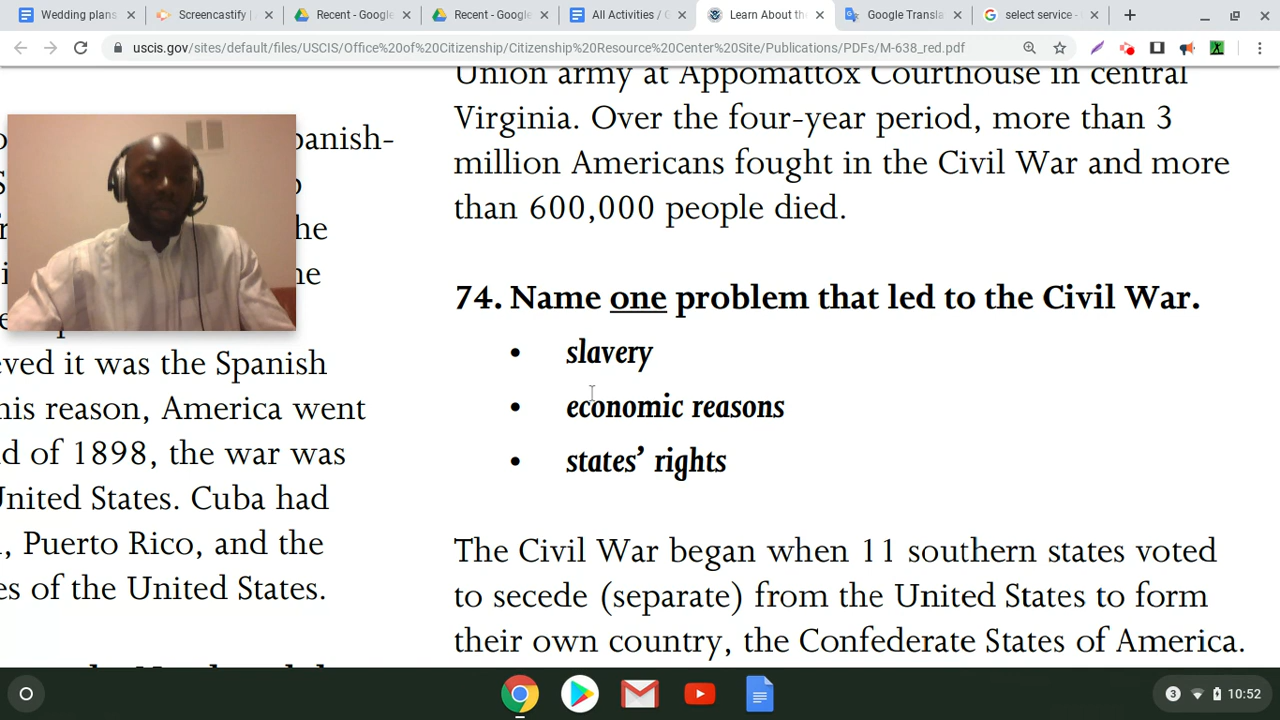 Wedding plans
Screencastify /
Recent - Google
Recent - Google
All Activities / G
Learn About th
Google Transla
select service -
uscis.gov/sites/default/files/USCIS/Office%20of%20Citizenship/Citizenship%20Resource%20Center%20Site/Publications/PDFs/M-638_red.pdf
panish-
he
ne
eved it was the Spanish
his reason, America went
d of 1898, the war was
United States. Cuba had
, Puerto Rico, and the
es of the United States.
Union army at Appomattox Courthouse in central
Virginia. Over the four-year period, more than 3
million Americans fought in the Civil War and more
than 600,000 people died.
74. Name one problem that led to the Civil War.
• slavery
• economic reasons
• states’ rights
The Civil War began when 11 southern states voted
to secede (separate) from the United States to form
their own country, the Confederate States of America.
3 10:52